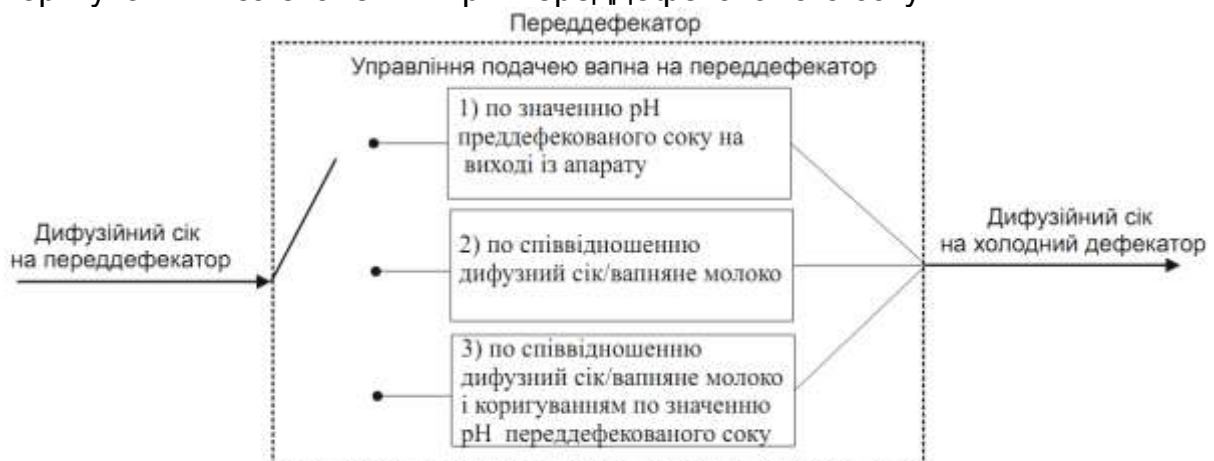 Переддефекатор
Управління подачею вапна на переддефекатор
1) по значенню pH
преддефекованого соку на
виході із апарату
Дифузійний сік
на переддефекатор
2) по співвідношенню
дифузний сік/вапняне молоко
Дифузійний сік
на холодний дефекатор
3) по співвідношенню
дифузний сік/вапняне молоко
і коригуванням по значенню
pH переддефекованого соку